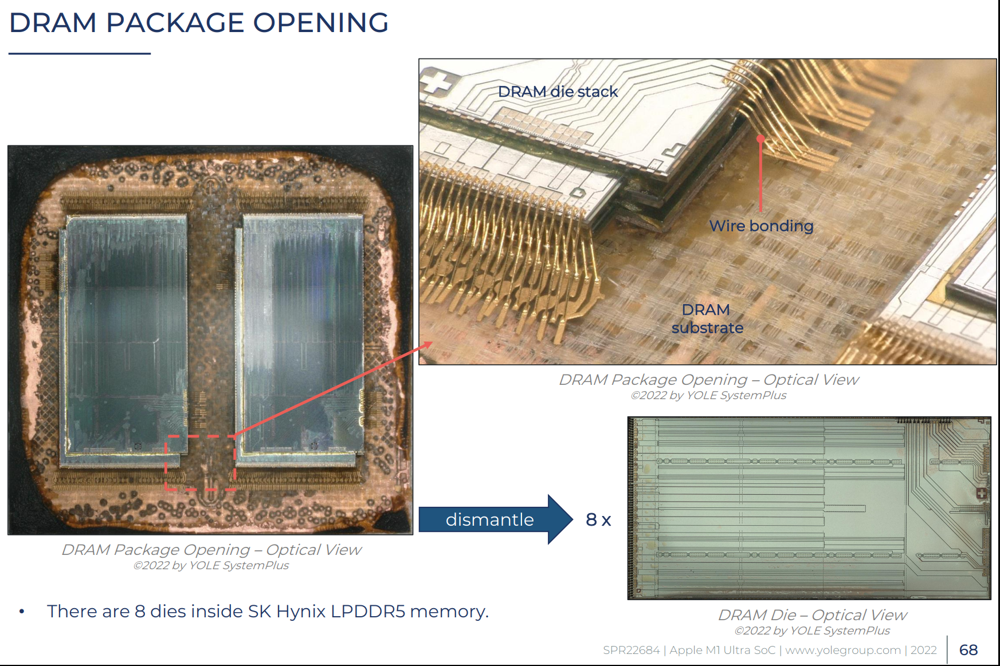 DRAM PACKAGE OPENING
DRAM die stack
Wire bonding
DRAM
substrate
DRAM Package Opening – Optical View
©2022 by YOLE SystemPlus
dismantle
8 x
DRAM Package Opening – Optical View
©2022 by YOLE SystemPlus
• There are 8 dies inside SK Hynix LPDDR5 memory.
DRAM Die – Optical View
©2022 by YOLE SystemPlus
SPR22684 | Apple M1 Ultra SoC | www.yolegroup.com | 2022
68